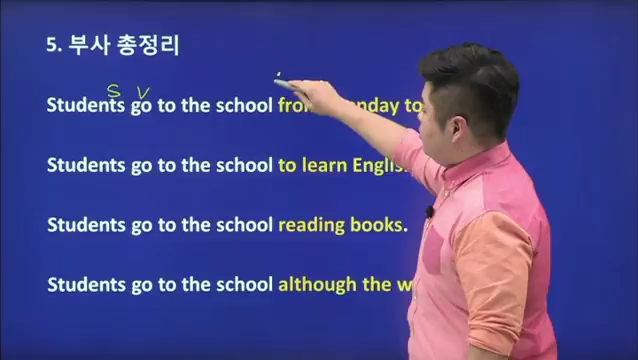 5. 부사 총정리
S V
Students go to the school to
Students go to the school to learn
Students go to the school reading books.
Students go to the school although the